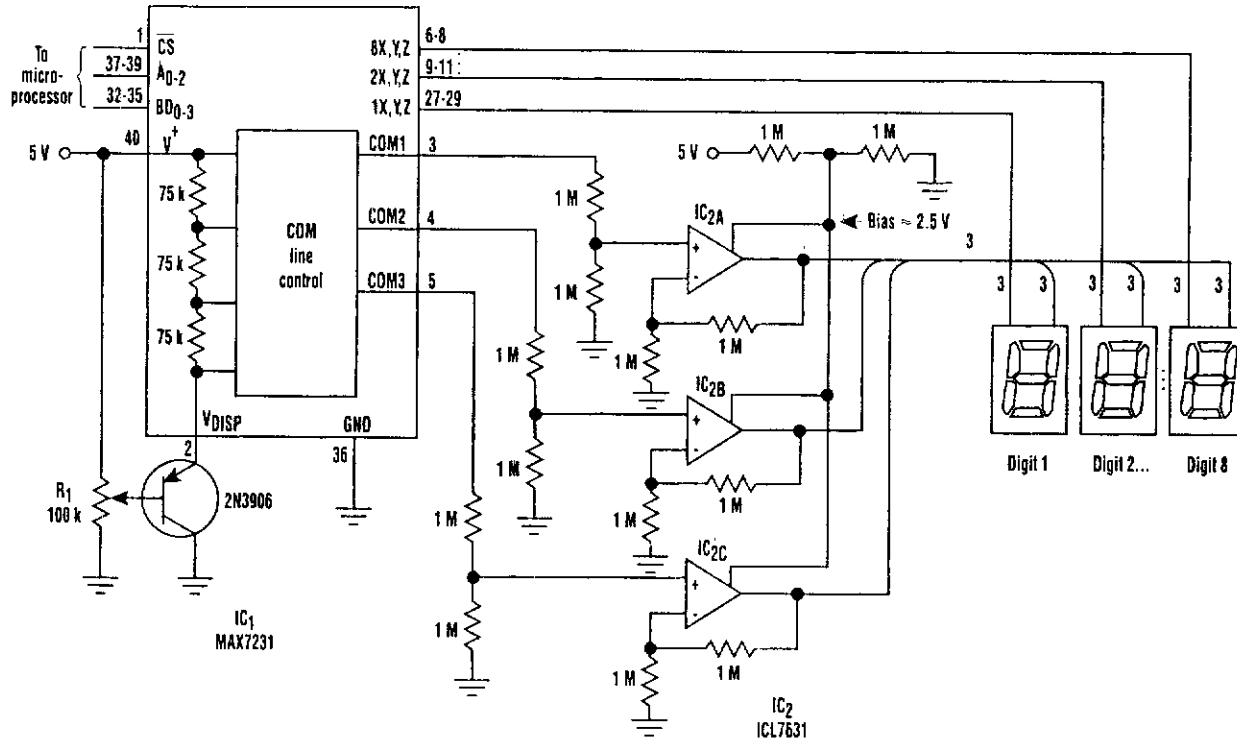 To
micro-
processor
1
CS
37-39
A0-2
32-35
BD0-3
40
V+
5 V
75 k
75 k
75 k
COM
line
control
8X,Y,Z
6-8
2X,Y,Z
9-11
1X,Y,Z
27-29
COM1
3
COM2
4
COM3
5
VDISP
2
GND
36
R1
100 k
2N3906
IC1
MAX7231
5 V
1 M
1 M
Bias ≈ 2.5 V
1 M
1 M
IC2A
+
-
1 M
1 M
1 M
1 M
IC2B
+
-
1 M
1 M
1 M
1 M
IC2C
+
-
1 M
1 M
IC2
ICL7631
3
3 3
3 3
3 3
Digit 1
Digit 2...
Digit 8